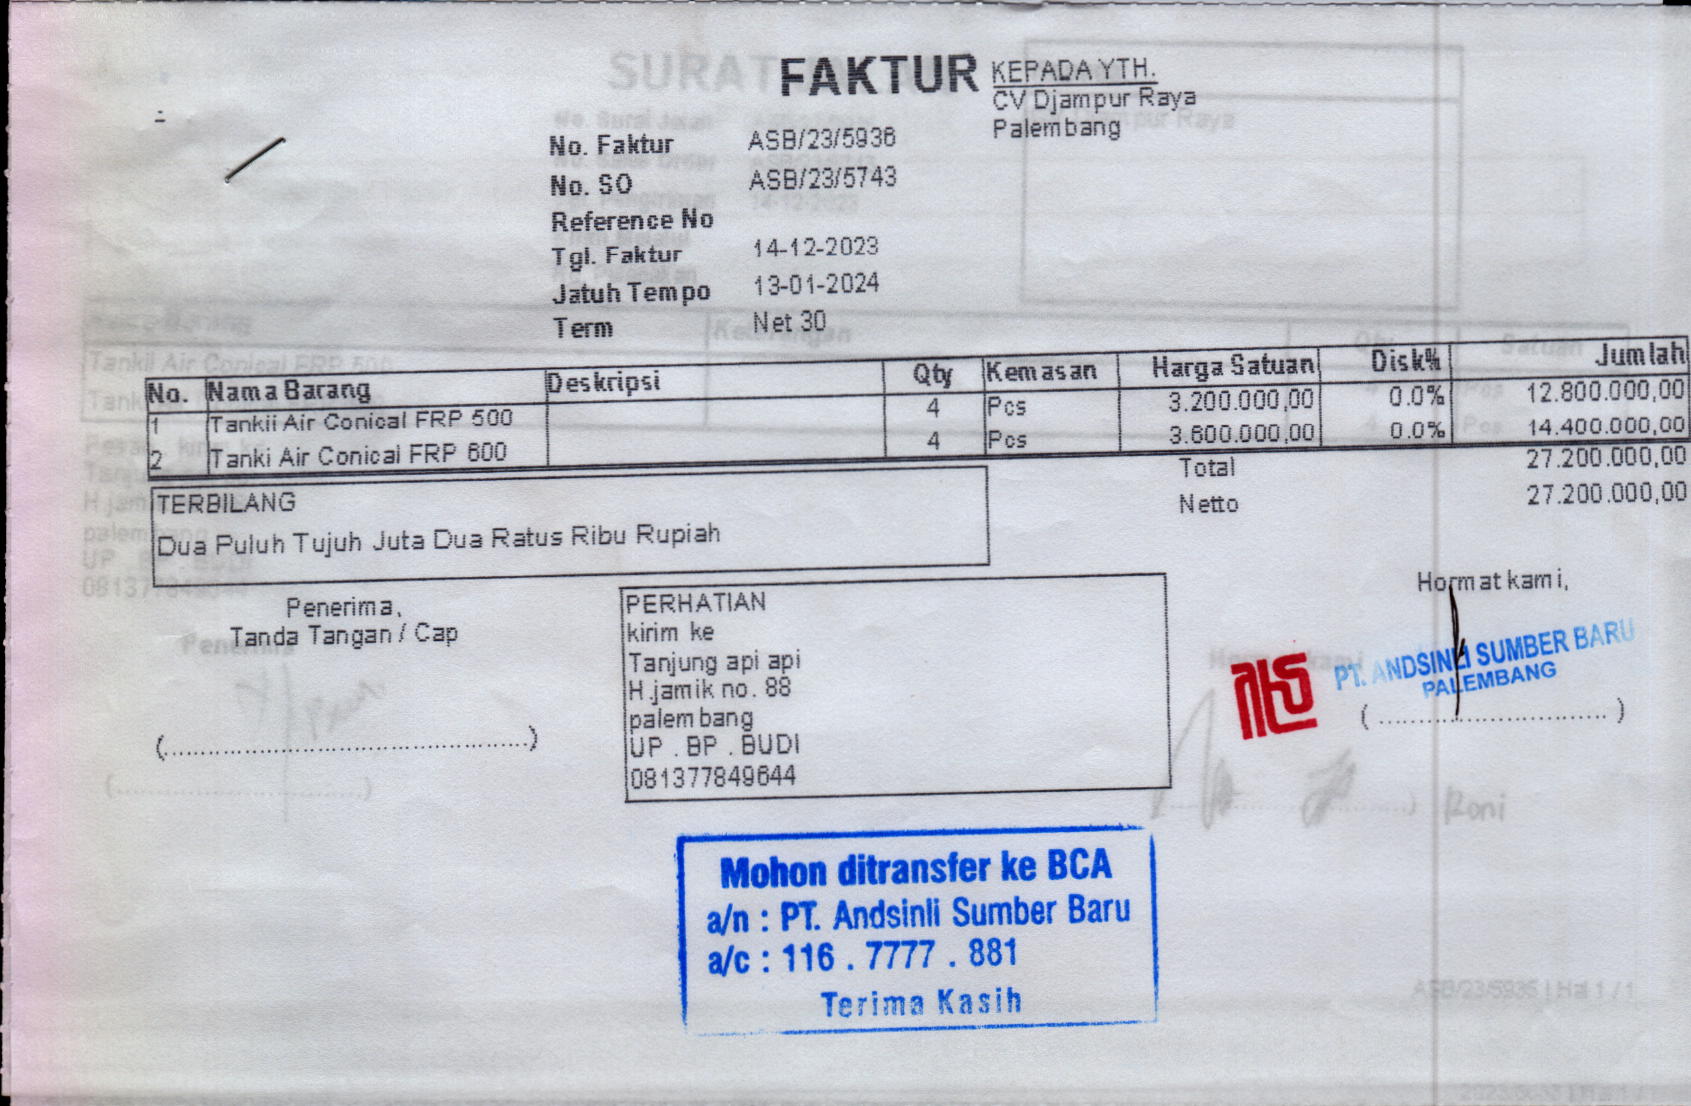 FAKTUR
KEPADA YTH.
CV Djampur Raya
Palembang
No. Faktur ASB/23/5936
No. SO ASB/23/5743
Reference No
Tgl. Faktur 14-12-2023
Jatuh Tempo 13-01-2024
Term Net 30
No. Nama Barang Deskripsi Qty Kemasan Harga Satuan Disk% Jumlah
1 Tankii Air Conical FRP 500 4 Pcs 3.200.000,00 0.0% 12.800.000,00
2 Tanki Air Conical FRP 600 4 Pcs 3.600.000,00 0.0% 14.400.000,00
Total 27.200.000,00
Netto 27.200.000,00
TERBILANG
Dua Puluh Tujuh Juta Dua Ratus Ribu Rupiah
Penerima,
Tanda Tangan / Cap
(....................................................)
PERHATIAN
kirim ke
Tanjung api api
H.jamik no. 88
palembang
UP . BP . BUDI
081377849644
Hormat kami,
PT. ANDSINLI SUMBER BARU
PALEMBANG
( ................................ )
Roni
Mohon ditransfer ke BCA
a/n : PT. Andsinli Sumber Baru
a/c : 116 . 7777 . 881
Terima Kasih